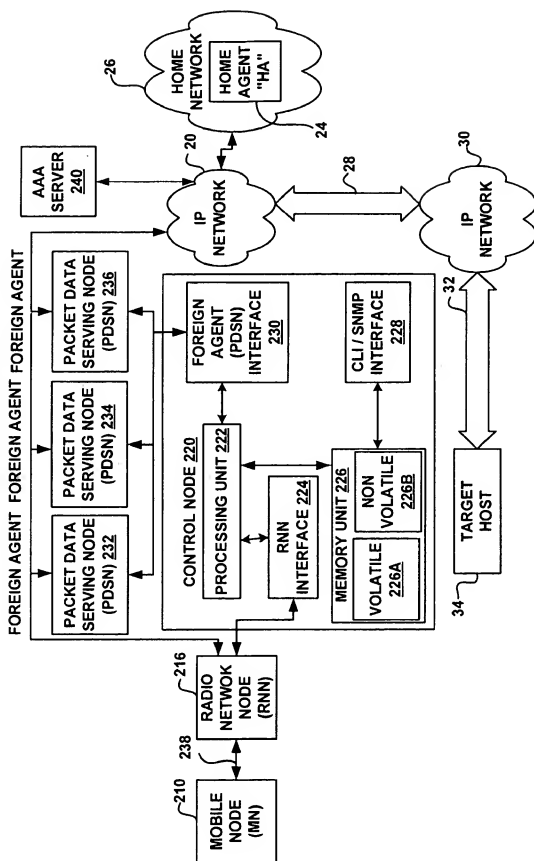 FOREIGN AGENT FOREIGN AGENT FOREIGN AGENT
PACKET DATA
SERVING NODE
(PDSN) 232
PACKET DATA
SERVING NODE
(PDSN) 234
PACKET DATA
SERVING NODE
(PDSN) 236
AAA
SERVER
240
26
HOME
NETWORK
HOME
AGENT
"HA"
24
20
IP
NETWORK
216
RADIO
NETWOK
NODE
(RNN)
238
210
MOBILE
NODE
(MN)
CONTROL NODE 220
PROCESSING UNIT 222
RNN
INTERFACE 224
FOREIGN
AGENT
(PDSN)
INTERFACE
230
MEMORY UNIT 226
VOLATILE
226A
NON
VOLATILE
226B
CLI / SNMP
INTERFACE
228
28
30
IP
NETWORK
32
TARGET
HOST
34